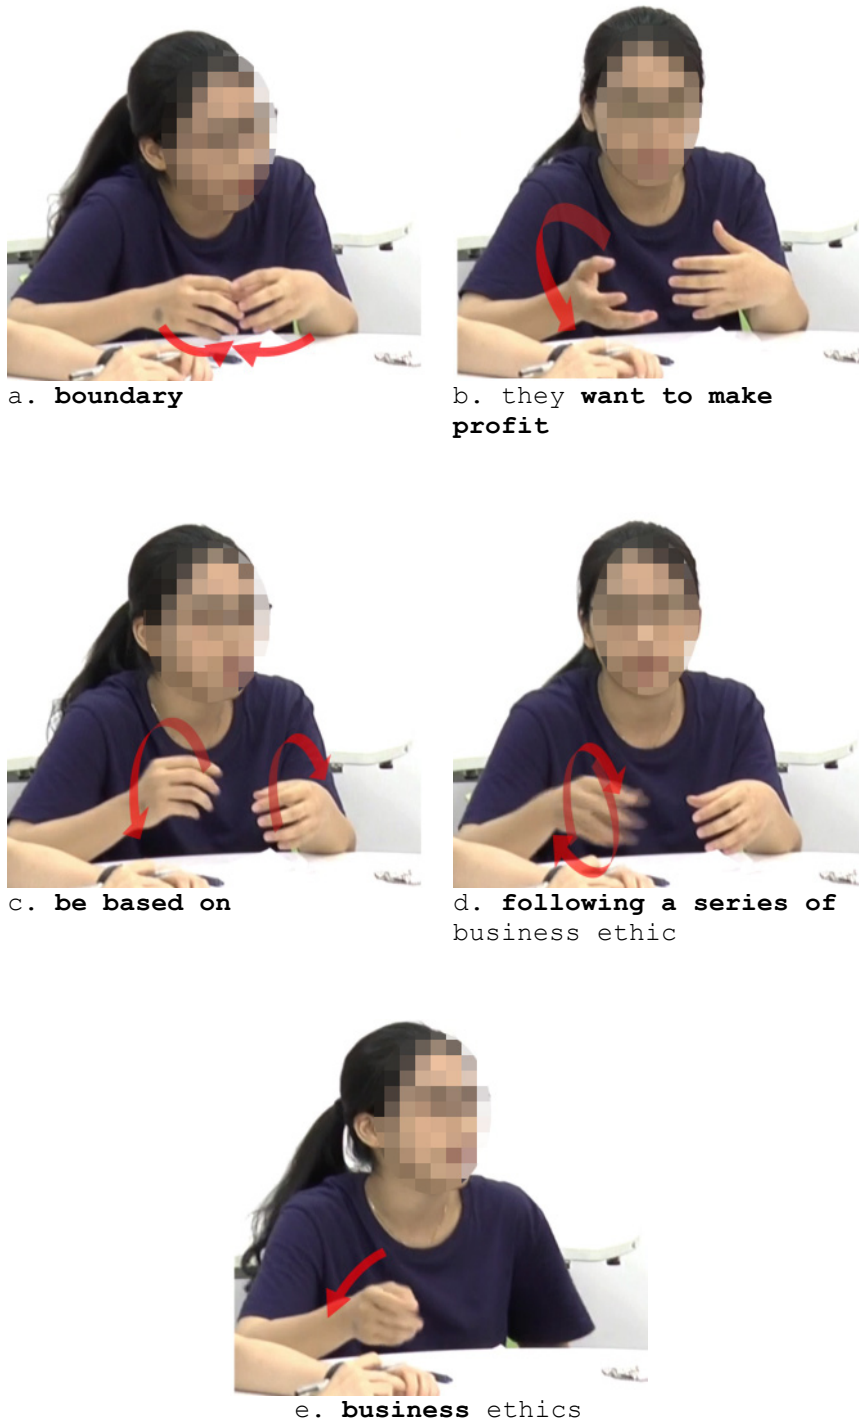 a. boundary
b. they want to make
profit
c. be based on
d. following a series of
business ethic
e. business ethics